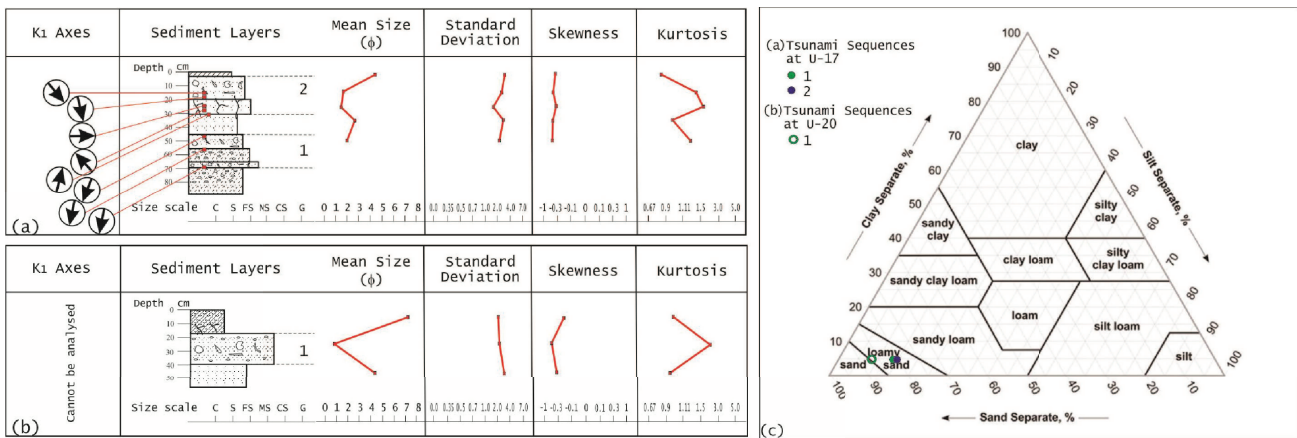 K1 Axes
Sediment Layers
Mean Size
(ϕ)
Standard
Deviation
Skewness
Kurtosis
Depth cm
0
10
15
20
30
40
50
60
70
80
2
1
Size scale C S FS MS CS G
0 1 2 3 4 5 6 7 8
0.0 0.35 0.5 0.7 1.0 2.0 4.0 7.0
-1 -0.3 -0.1 0 0.1 0.3 1
0.67 0.9 1.11 1.5 3.0 5.0
(a)
K1 Axes
Sediment Layers
Mean Size
(ϕ)
Standard
Deviation
Skewness
Kurtosis
Cannot be analysed
Depth cm
0
10
20
30
40
50
1
Size scale C S FS MS CS G
0 1 2 3 4 5 6 7 8
0.0 0.35 0.5 0.7 1.0 2.0 4.0 7.0
-1 -0.3 -0.1 0 0.1 0.3 1
0.67 0.9 1.11 1.5 3.0 5.0
(b)
(a)Tsunami Sequences
at U-17
1
2
(b)Tsunami Sequences
at U-20
1
100
90
80
70
60
50
40
30
20
10
10
20
30
40
50
60
70
80
90
100
Clay Separate, %
Silt Separate, %
clay
silty
clay
sandy
clay
clay loam
silty
clay loam
sandy clay loam
loam
silt loam
sandy loam
silt
loamy
sand
sand
100 90 80 70 60 50 40 30 20 10
Sand Separate, %
(c)